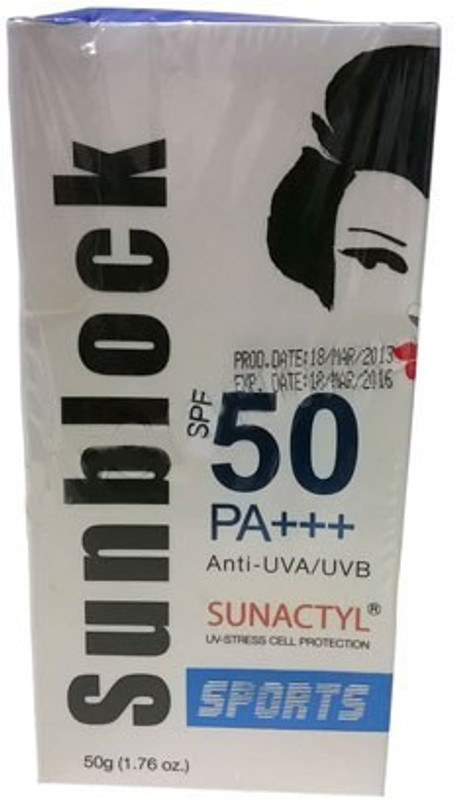 Sunblock
PROD.DATE:18/MAR/2013
EXP. DATE:18/MAR/2016
SPF
50
PA+++
Anti-UVA/UVB
SUNACTYL®
UV-STRESS CELL PROTECTION
SPORTS
50g (1.76 oz.)